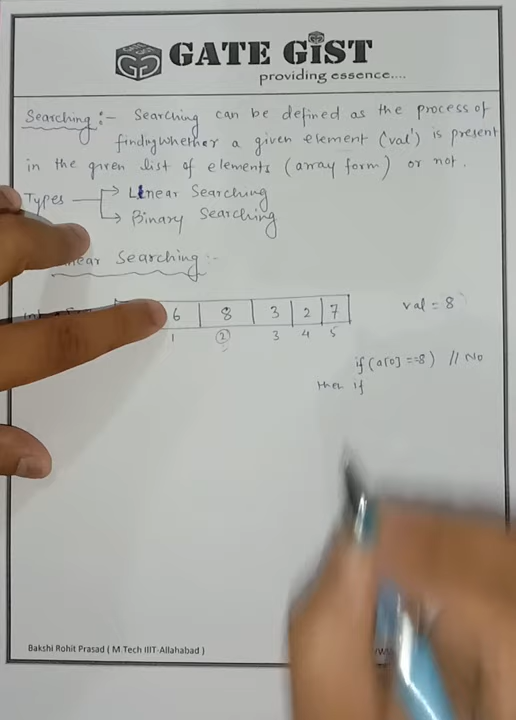 GATE GiST
providing essence....
Searching :- Searching can be defined as the process of
finding whether a given element ('val') is present
in the given list of elements (array form) or not.
Types
Linear Searching
Binary Searching
ear Searching :-
6 8 3 2 7
1 2 3 4 5
val = 8
if (a[0] == 8) // No
then if
Bakshi Rohit Prasad ( M.Tech IIIT-Allahabad )